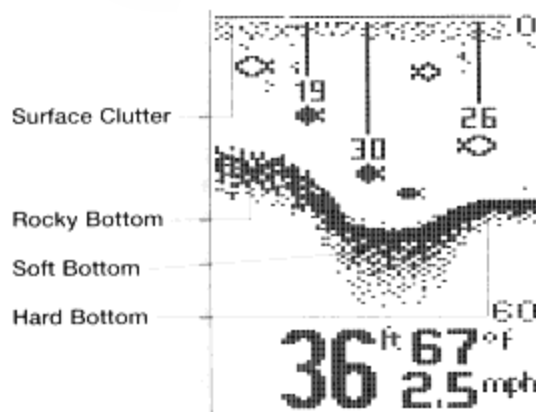 0
19
Surface Clutter
26
30
Rocky Bottom
Soft Bottom
Hard Bottom
60
36 ft 67 °F
2.5 mph